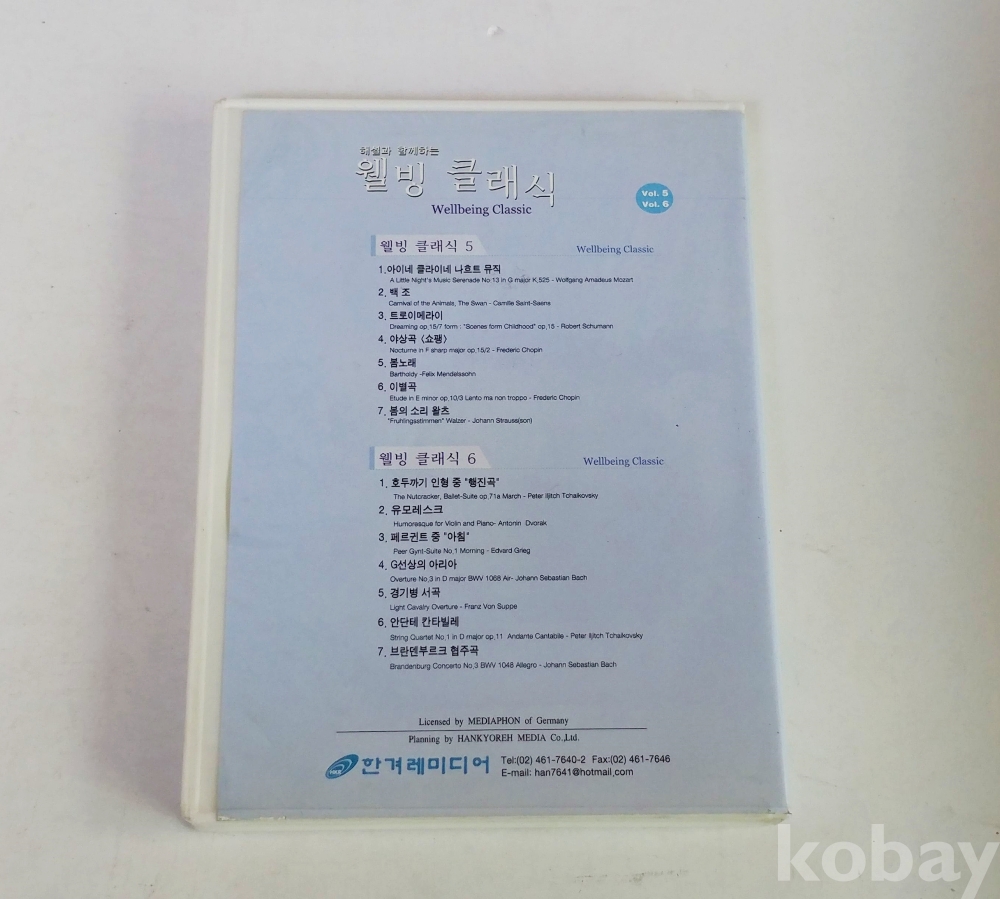 해설과 함께하는
웰빙 클래식
Wellbeing Classic
Vol. 5
Vol. 6
웰빙 클래식 5
Wellbeing Classic
1.아이네 클라이네 나흐트 뮤직
A Little Night's Music Serenade No 13 in G major K.525 - Wolfgang Amadeus Mozart
2. 백 조
Carnival of the Animals, The Swan - Camille Saint-Saens
3. 트로이메라이
Dreaming op.15/7 form : "Scenes form Childhood" op.15 - Robert Schumann
4. 야상곡 〈쇼팽〉
Nocturne in F sharp major op.15/2 - Frederic Chopin
5. 봄노래
Bartholdy -Felix Mendelssohn
6. 이별곡
Etude in E minor op.10/3 Lento ma non troppo - Frederic Chopin
7. 봄의 소리 왈츠
"Fruhlingsstimmen" Walzer - Johann Strauss(son)
웰빙 클래식 6
Wellbeing Classic
1. 호두까기 인형 중 "행진곡"
The Nutcracker, Ballet-Suite op.71a March - Peter Iljitch Tchaikovsky
2. 유모레스크
Humoresque for Violin and Piano- Antonin Dvorak
3. 페르귄트 중 "아침"
Peer Gynt-Suite No.1 Morning - Edvard Grieg
4. G선상의 아리아
Overture No.3 in D major BWV 1068 Air- Johann Sebastian Bach
5. 경기병 서곡
Light Cavalry Overture - Franz Von Suppe
6. 안단테 칸타빌레
String Quartet No.1 in D major op.11 Andante Cantabile - Peter Iljitch Tchaikovsky
7. 브란덴부르크 협주곡
Brandenburg Concerto No.3 BWV 1048 Allegro - Johann Sebastian Bach
Licensed by MEDIAPHON of Germany
Planning by HANKYOREH MEDIA Co.,Ltd.
한겨레미디어
Tel:(02) 461-7640-2 Fax:(02) 461-7646
E-mail: han7641@hotmail.com
kobay